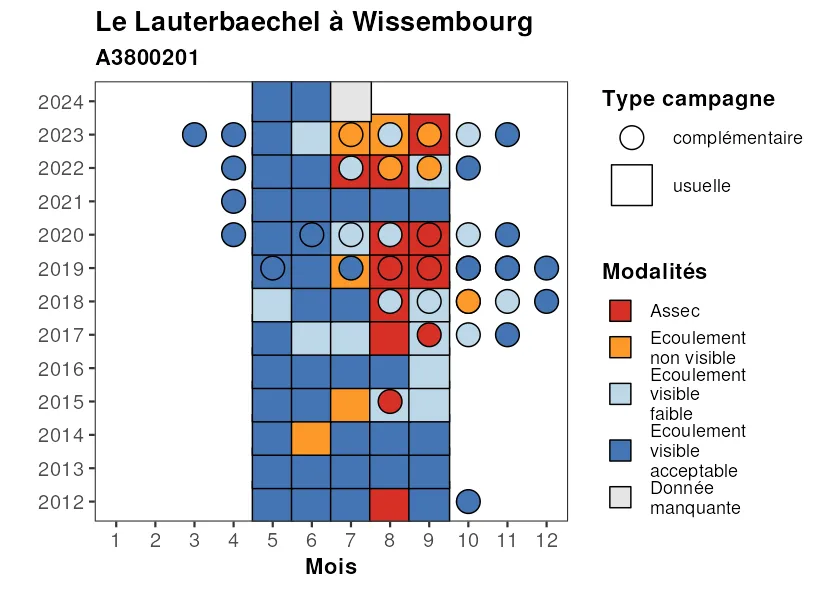 Le Lauterbaechel à Wissembourg
A3800201
2024
2023
2022
2021
2020
2019
2018
2017
2016
2015
2014
2013
2012
1 2 3 4 5 6 7 8 9 10 11 12
Mois
Type campagne
complémentaire
usuelle
Modalités
Assec
Ecoulement
non visible
Ecoulement
visible
faible
Ecoulement
visible
acceptable
Donnée
manquante